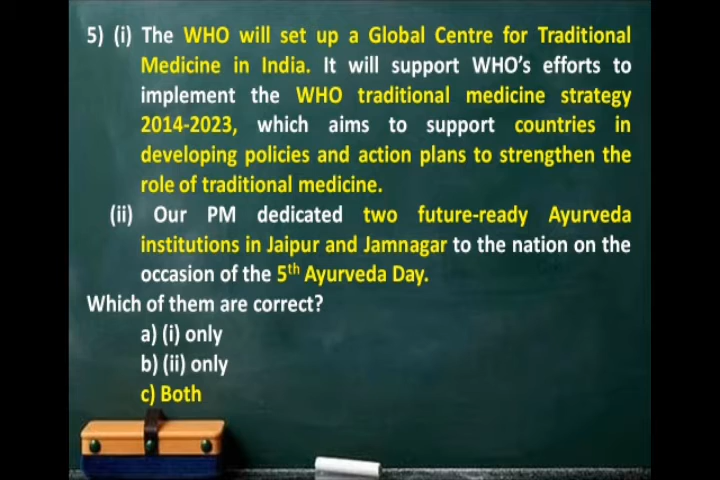 5) (i) The WHO will set up a Global Centre for Traditional
Medicine in India. It will support WHO's efforts to
implement the WHO traditional medicine strategy
2014-2023, which aims to support countries in
developing policies and action plans to strengthen the
role of traditional medicine.
(ii) Our PM dedicated two future-ready Ayurveda
institutions in Jaipur and Jamnagar to the nation on the
occasion of the 5th Ayurveda Day.
Which of them are correct?
a) (i) only
b) (ii) only
c) Both